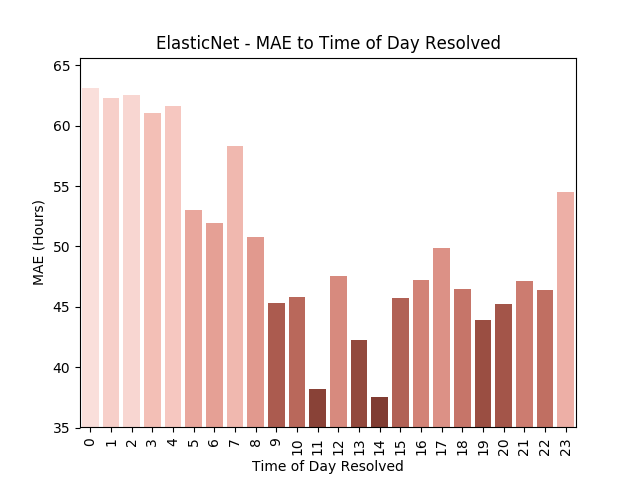 ElasticNet - MAE to Time of Day Resolved
65
60
55
50
45
40
35
MAE (Hours)
0 1 2 3 4 5 6 7 8 9 10 11 12 13 14 15 16 17 18 19 20 21 22 23
Time of Day Resolved